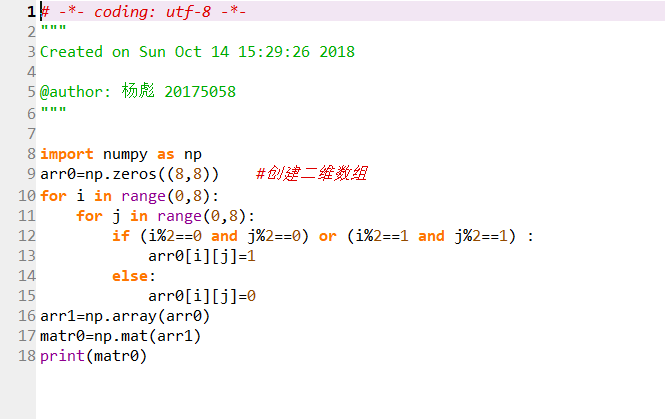 1 # -*- coding: utf-8 -*-
2 """
3 Created on Sun Oct 14 15:29:26 2018
4
5 @author: 杨彪 20175058
6 """
7
8 import numpy as np
9 arr0=np.zeros((8,8))    #创建二维数组
10 for i in range(0,8):
11     for j in range(0,8):
12         if (i%2==0 and j%2==0) or (i%2==1 and j%2==1) :
13             arr0[i][j]=1
14         else:
15             arr0[i][j]=0
16 arr1=np.array(arr0)
17 matr0=np.mat(arr1)
18 print(matr0)